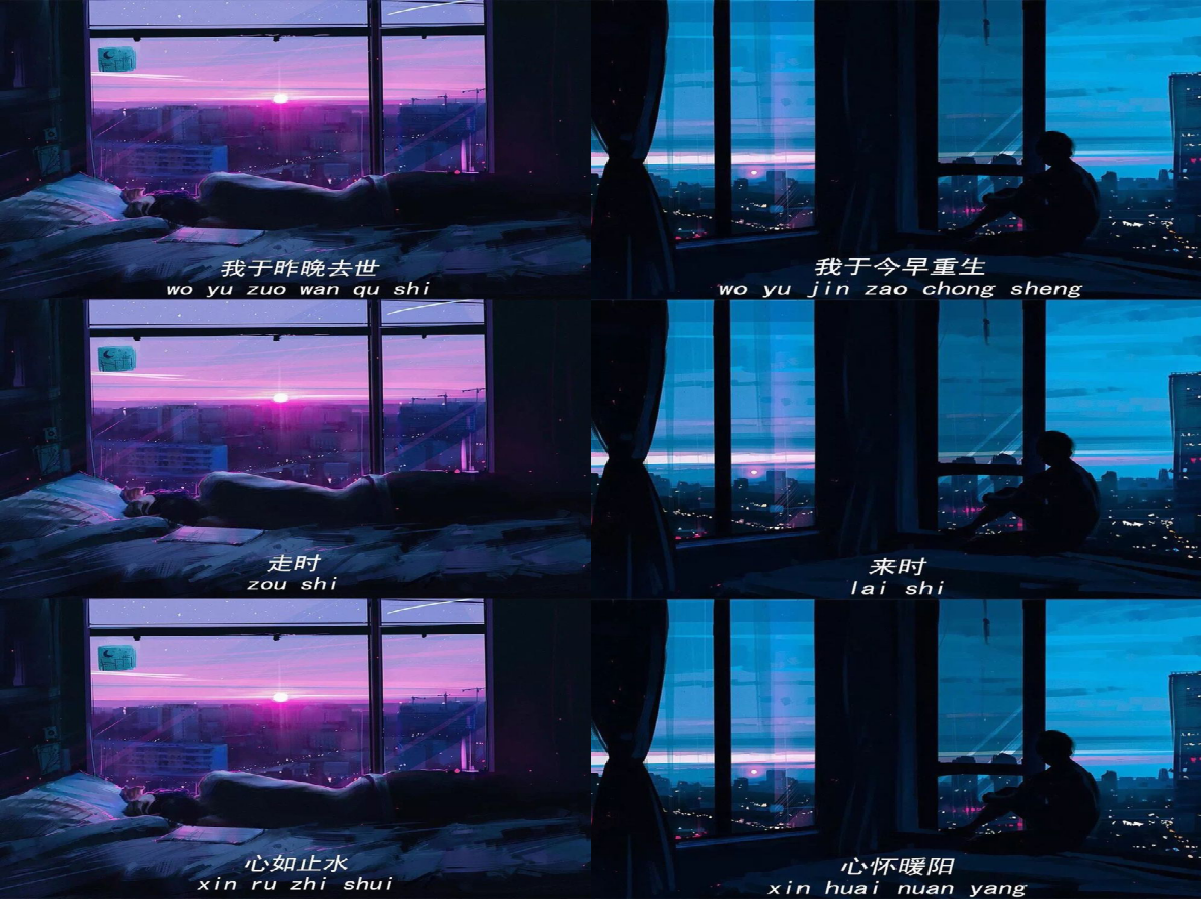 我于昨晚去世
wo yu zuo wan qu shi
我于今早重生
wo yu jin zao chong sheng
走时
zou shi
来时
lai shi
心如止水
xin ru zhi shui
心怀暖阳
xin huai nuan yang